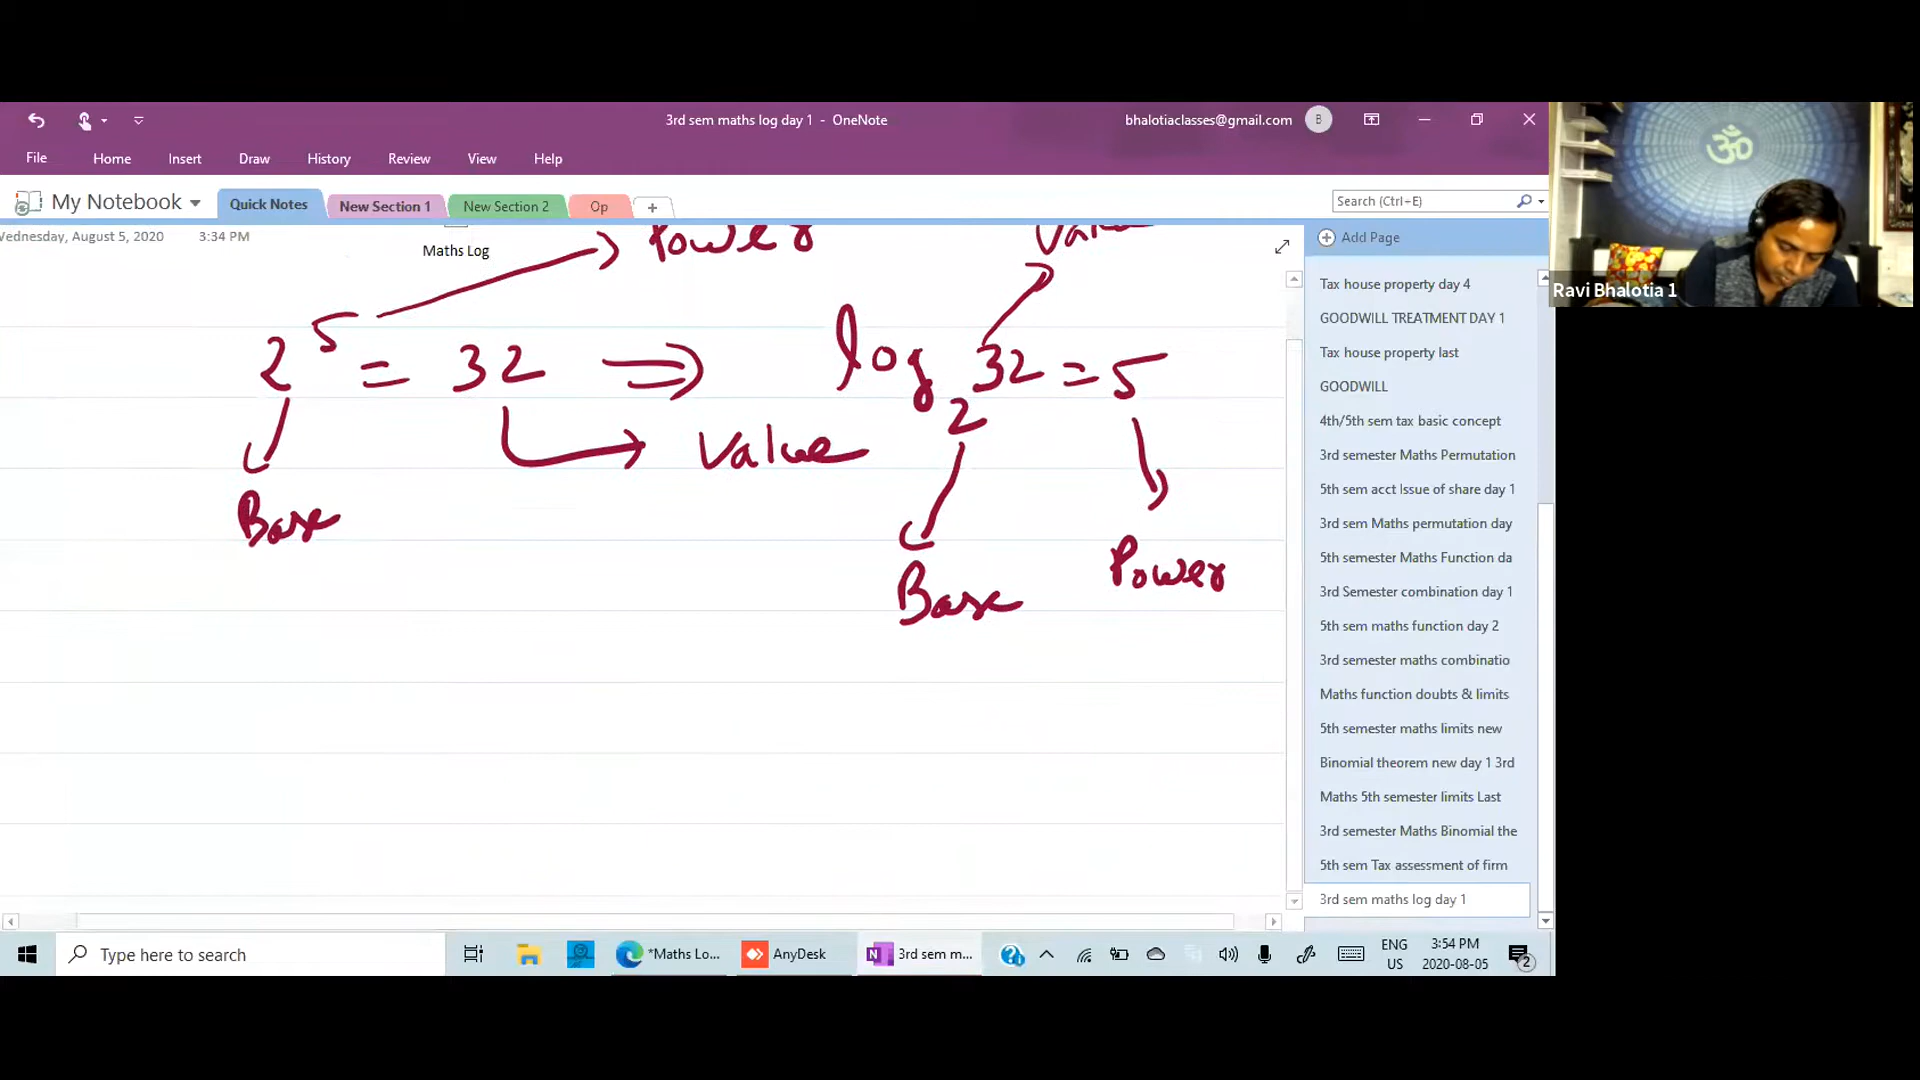 3rd sem maths log day 1 - OneNote
bhalotiaclasses@gmail.com
B
File Home Insert Draw History Review View Help
My Notebook
Quick Notes
New Section 1
New Section 2
Op
+
Search (Ctrl+E)
Wednesday, August 5, 2020 3:34 PM
Maths Log
Power
Value
2⁵ = 32 ⇒ log₂ 32 = 5
Value
Base
Power
Base
Add Page
Tax house property day 4
GOODWILL TREATMENT DAY 1
Tax house property last
GOODWILL
4th/5th sem tax basic concept
3rd semester Maths Permutation
5th sem acct Issue of share day 1
3rd sem Maths permutation day
5th semester Maths Function da
3rd Semester combination day 1
5th sem maths function day 2
3rd semester maths combinatio
Maths function doubts & limits
5th semester maths limits new
Binomial theorem new day 1 3rd
Maths 5th semester limits Last
3rd semester Maths Binomial the
5th sem Tax assessment of firm
3rd sem maths log day 1
ॐ
Ravi Bhalotia 1
Type here to search
*Maths Lo...
AnyDesk
3rd sem m...
ENG
US
3:54 PM
2020-08-05
2